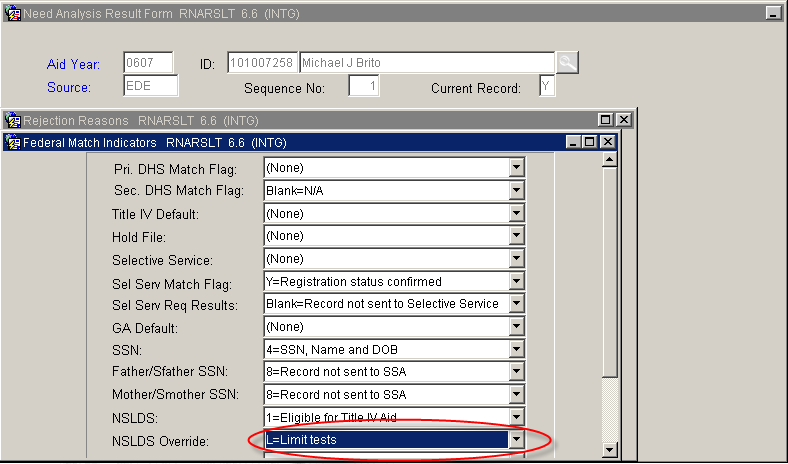 Need Analysis Result Form RNARSLT 6.6 (INTG)
Aid Year: 0607 ID: 101007258 Michael J Brito
Source: EDE Sequence No: 1 Current Record: Y
Rejection Reasons RNARSLT 6.6 (INTG)
Federal Match Indicators RNARSLT 6.6 (INTG)
Pri. DHS Match Flag: (None)
Sec. DHS Match Flag: Blank=N/A
Title IV Default: (None)
Hold File: (None)
Selective Service: (None)
Sel Serv Match Flag: Y=Registration status confirmed
Sel Serv Req Results: Blank=Record not sent to Selective Service
GA Default: (None)
SSN: 4=SSN, Name and DOB
Father/Sfather SSN: 8=Record not sent to SSA
Mother/Smother SSN: 8=Record not sent to SSA
NSLDS: 1=Eligible for Title IV Aid
NSLDS Override: L=Limit tests